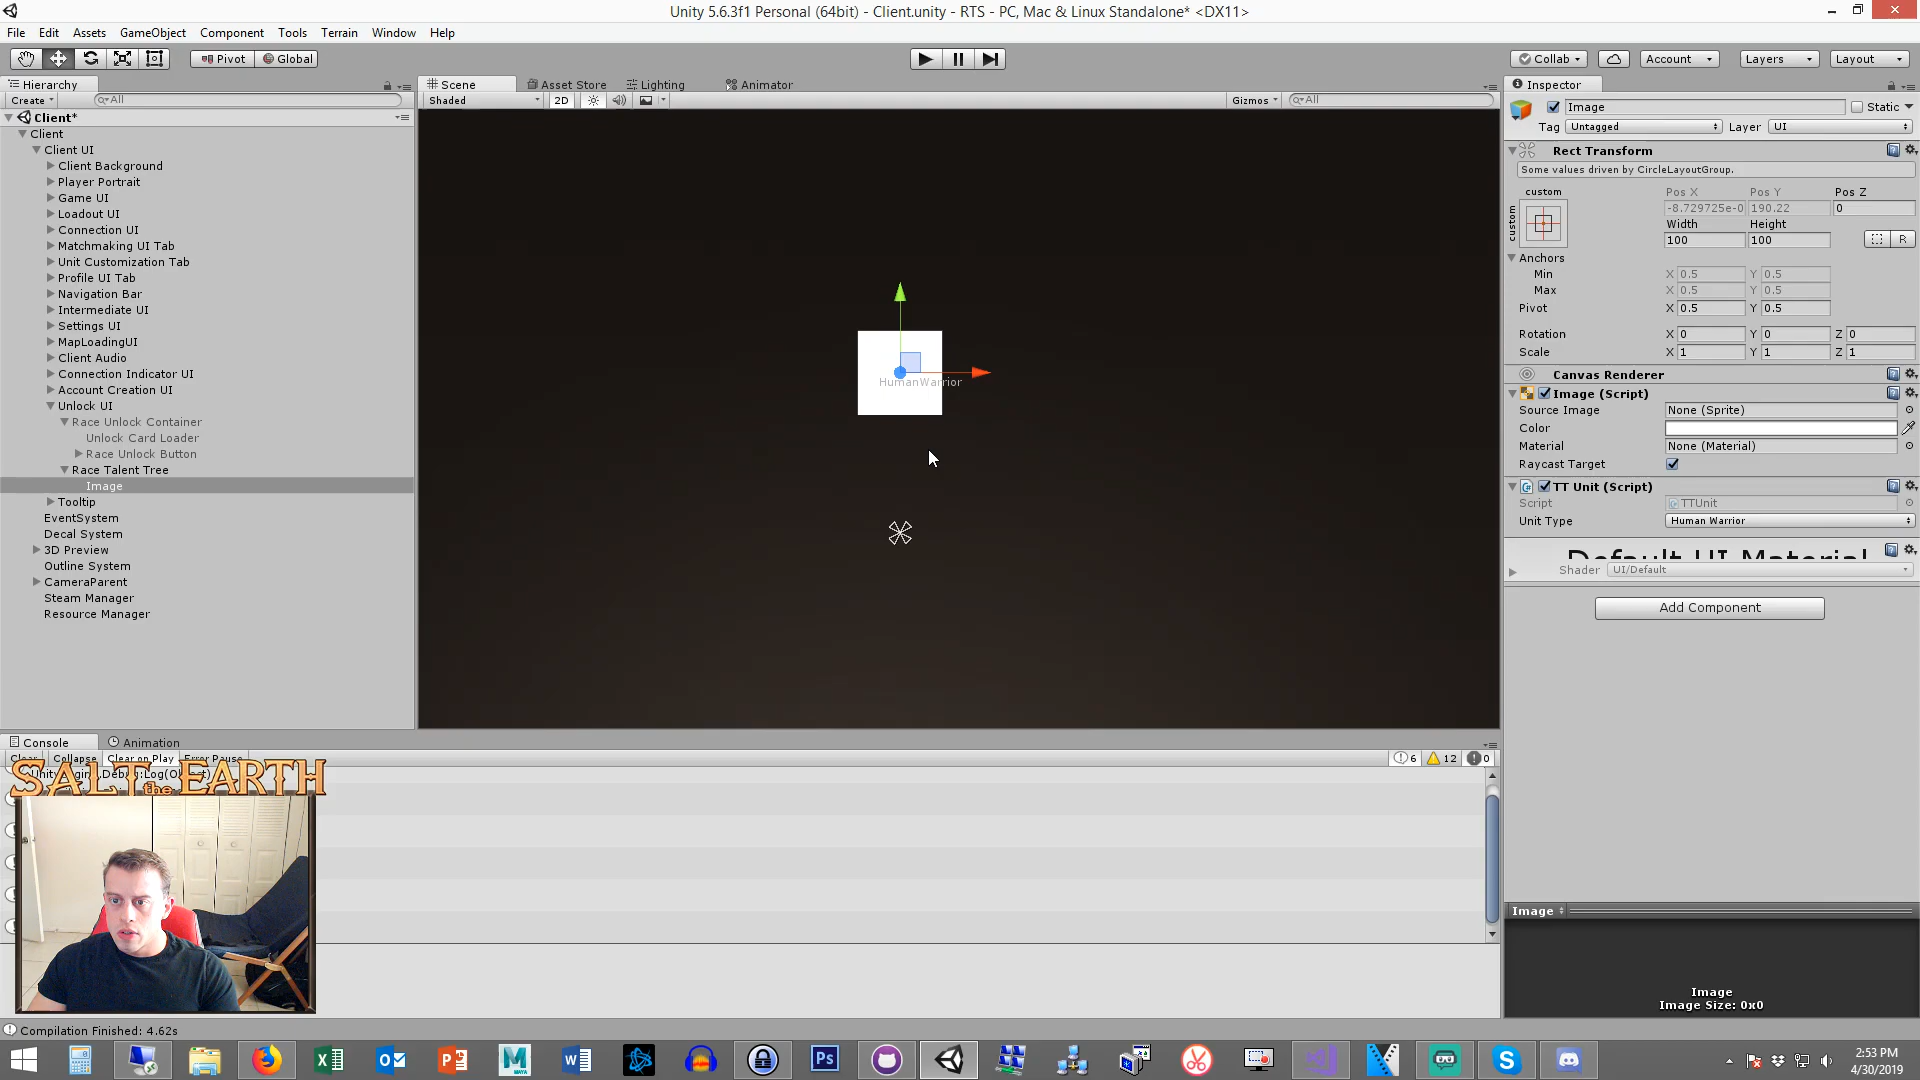 Unity 5.6.3f1 Personal (64bit) - Client.unity - RTS - PC, Mac & Linux Standalone* <DX11>
File Edit Assets GameObject Component Tools Terrain Window Help
Pivot Global Collab Account Layers Layout
Hierarchy
Create All
Client*
Client
Client UI
Client Background
Player Portrait
Game UI
Loadout UI
Connection UI
Matchmaking UI Tab
Unit Customization Tab
Profile UI Tab
Navigation Bar
Intermediate UI
Settings UI
MapLoadingUI
Client Audio
Connection Indicator UI
Account Creation UI
Unlock UI
Race Unlock Container
Unlock Card Loader
Race Unlock Button
Race Talent Tree
Image
Tooltip
EventSystem
Decal System
3D Preview
Outline System
CameraParent
Steam Manager
Resource Manager
Scene Asset Store Lighting Animator
Shaded 2D Gizmos All
HumanWarrior
Inspector
Image Static
Tag Untagged Layer UI
Rect Transform
Some values driven by CircleLayoutGroup.
custom Pos X Pos Y Pos Z
custom
-8.729725e-0 190.22 0
Width Height
100 100 R
Anchors
Min X 0.5 Y 0.5
Max X 0.5 Y 0.5
Pivot X 0.5 Y 0.5
Rotation X 0 Y 0 Z 0
Scale X 1 Y 1 Z 1
Canvas Renderer
Image (Script)
Source Image None (Sprite)
Color
Material None (Material)
Raycast Target
TT Unit (Script)
Script TTUnit
Unit Type Human Warrior
Default UI Material
Shader UI/Default
Add Component
Image
Image
Image Size: 0x0
Console Animation
Clear Collapse Clear on Play Error Pause 6 12 0
SALT the EARTH
Compilation Finished: 4.62s
2:53 PM
4/30/2019